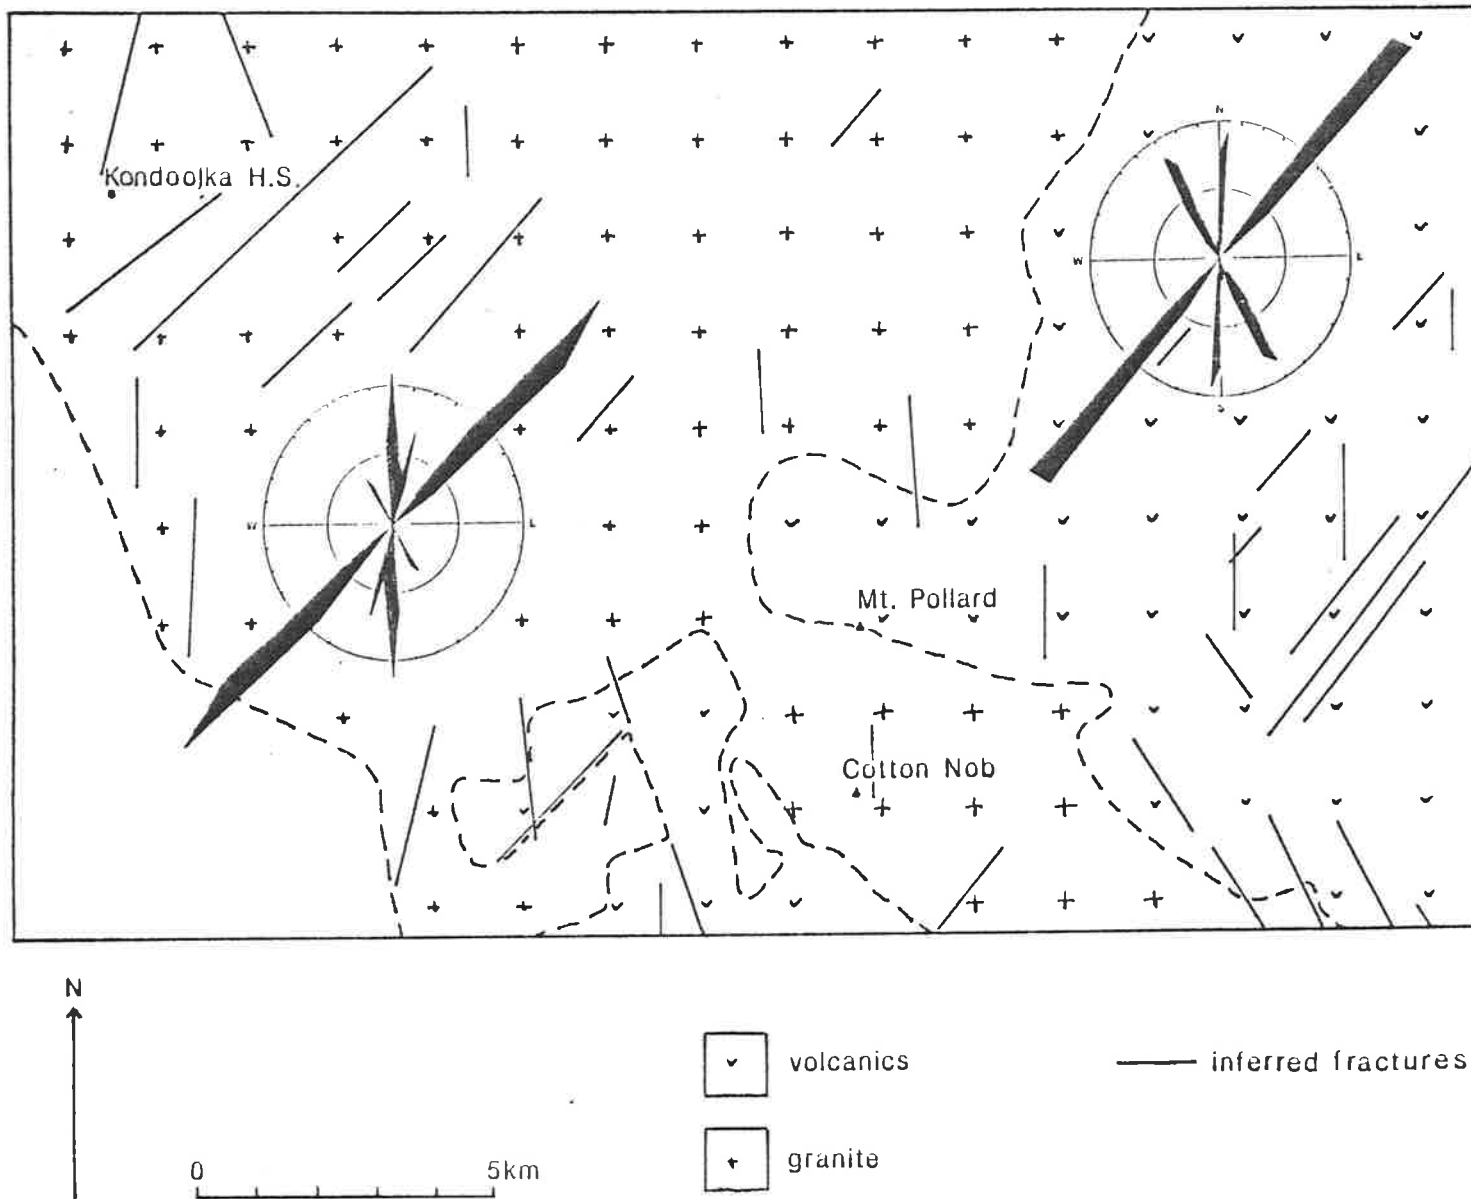 Kondoolka H.S.
N
W
E
S
W
E
Mt. Pollard
Cotton Nob
N
volcanics
inferred fractures
granite
0 5km